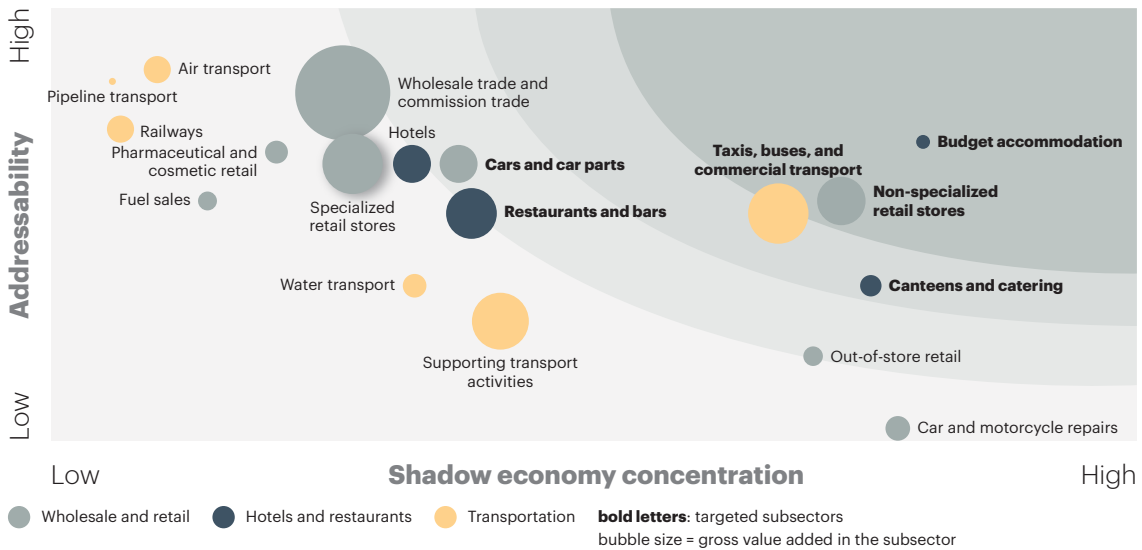 High
Addressability
Low
Air transport
Pipeline transport
Railways
Pharmaceutical and
cosmetic retail
Fuel sales
Wholesale trade and
commission trade
Hotels
Cars and car parts
Specialized
retail stores
Restaurants and bars
Taxis, buses, and
commercial transport
Budget accommodation
Non-specialized
retail stores
Water transport
Canteens and catering
Supporting transport
activities
Out-of-store retail
Car and motorcycle repairs
Low
Shadow economy concentration
High
Wholesale and retail
Hotels and restaurants
Transportation
bold letters: targeted subsectors
bubble size = gross value added in the subsector